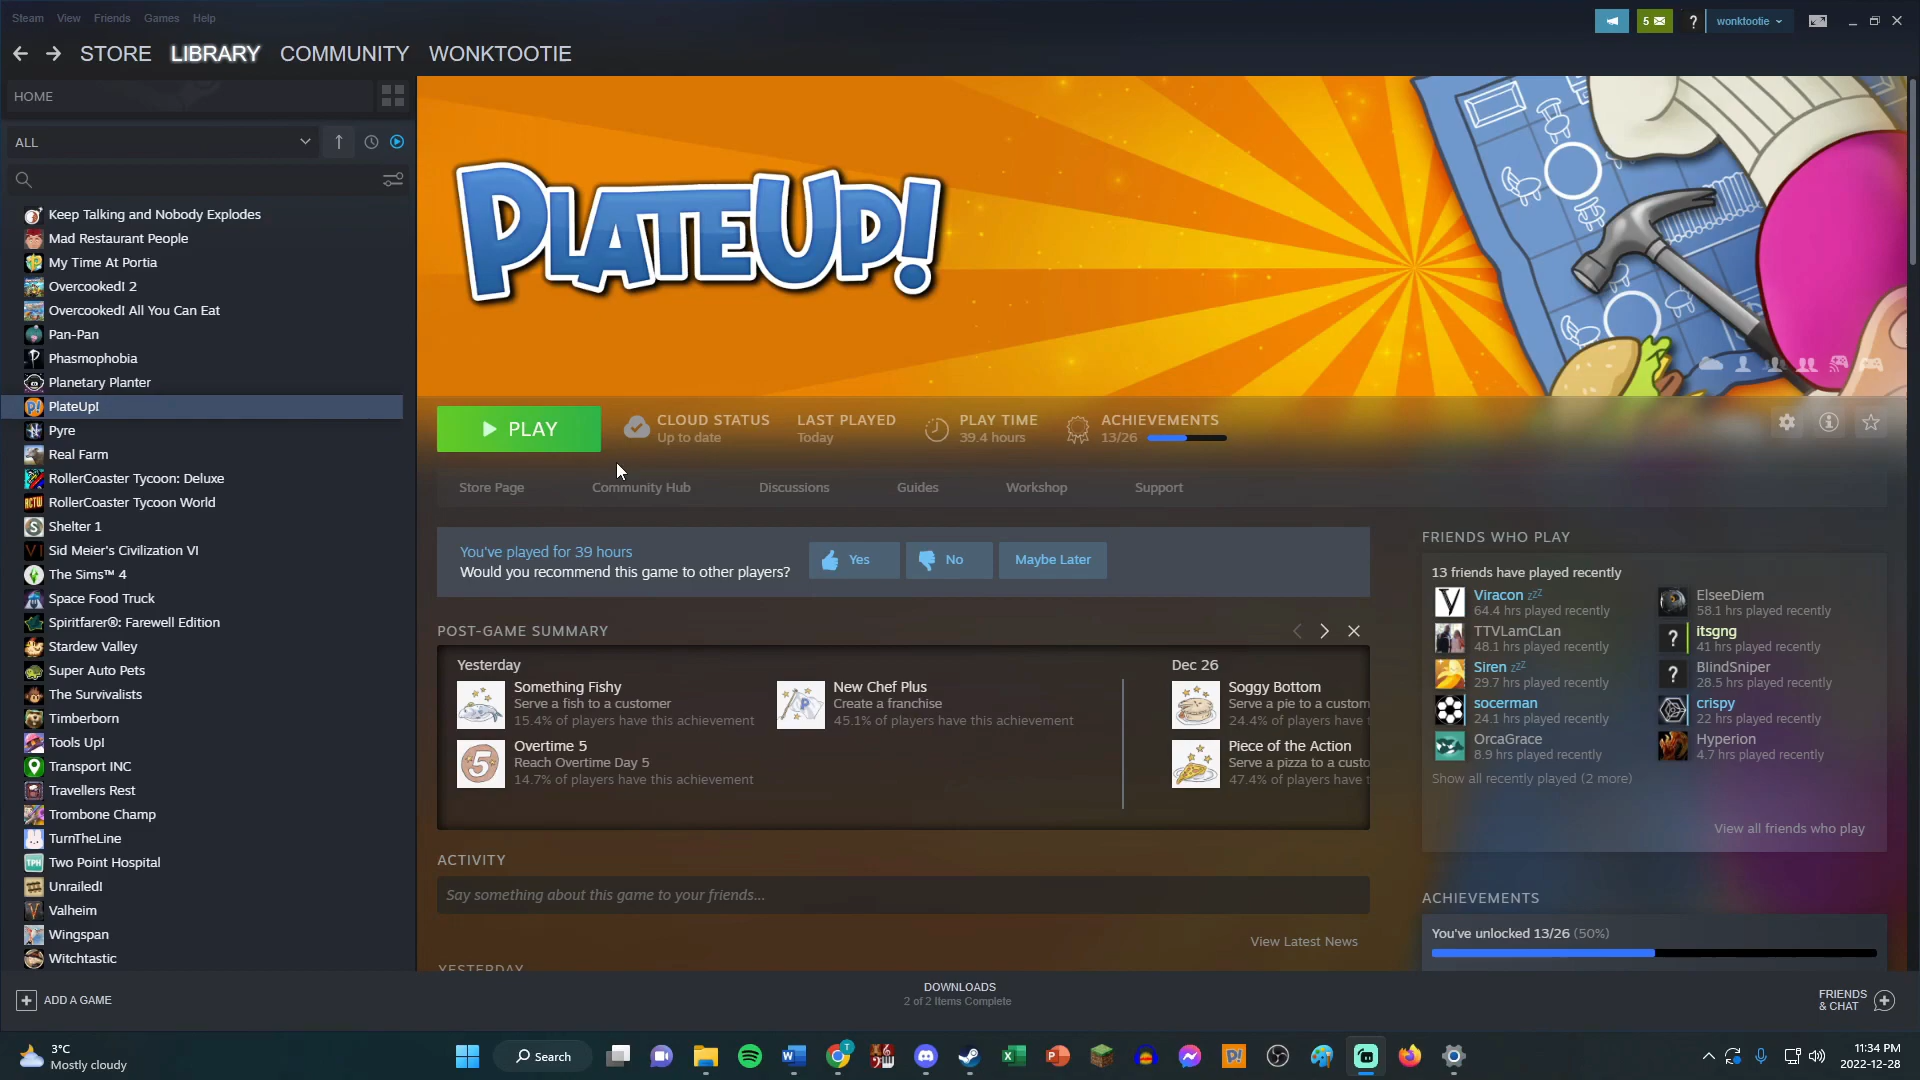 Steam View Friends Games Help
5 ? wonktootie
STORE LIBRARY COMMUNITY WONKTOOTIE
HOME
ALL
Keep Talking and Nobody Explodes
Mad Restaurant People
My Time At Portia
Overcooked! 2
Overcooked! All You Can Eat
Pan-Pan
Phasmophobia
Planetary Planter
PlateUp!
Pyre
Real Farm
RollerCoaster Tycoon: Deluxe
RollerCoaster Tycoon World
Shelter 1
Sid Meier's Civilization VI
The Sims™ 4
Space Food Truck
Spiritfarer®: Farewell Edition
Stardew Valley
Super Auto Pets
The Survivalists
Timberborn
Tools Up!
Transport INC
Travellers Rest
Trombone Champ
TurnTheLine
Two Point Hospital
Unrailed!
Valheim
Wingspan
Witchtastic
PLATEUP!
PLAY
CLOUD STATUS
Up to date
LAST PLAYED
Today
PLAY TIME
39.4 hours
ACHIEVEMENTS
13/26
Store Page Community Hub Discussions Guides Workshop Support
You've played for 39 hours
Would you recommend this game to other players?
Yes No Maybe Later
POST-GAME SUMMARY
Yesterday
Something Fishy
Serve a fish to a customer
15.4% of players have this achievement
New Chef Plus
Create a franchise
45.1% of players have this achievement
Overtime 5
Reach Overtime Day 5
14.7% of players have this achievement
Dec 26
Soggy Bottom
Serve a pie to a custom
24.4% of players have
Piece of the Action
Serve a pizza to a custo
47.4% of players have t
ACTIVITY
Say something about this game to your friends...
View Latest News
YESTERDAY
FRIENDS WHO PLAY
13 friends have played recently
Viracon zzz
64.4 hrs played recently
ElseeDiem
58.1 hrs played recently
TTVLamCLan
48.1 hrs played recently
itsgng
41 hrs played recently
Siren zzz
29.7 hrs played recently
BlindSniper
28.5 hrs played recently
socerman
24.1 hrs played recently
crispy
22 hrs played recently
OrcaGrace
8.9 hrs played recently
Hyperion
4.7 hrs played recently
Show all recently played (2 more)
View all friends who play
ACHIEVEMENTS
You've unlocked 13/26 (50%)
ADD A GAME
DOWNLOADS
2 of 2 Items Complete
FRIENDS
& CHAT
3°C
Mostly cloudy
Search
11:34 PM
2022-12-28